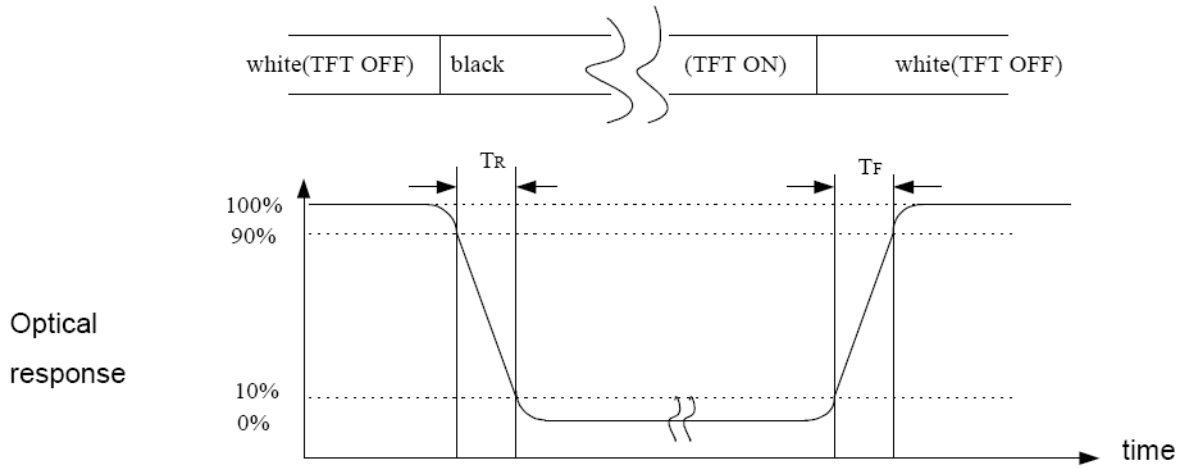 white(TFT OFF)
black
(TFT ON)
white(TFT OFF)
TR
TF
100%
90%
Optical
response
10%
0%
time